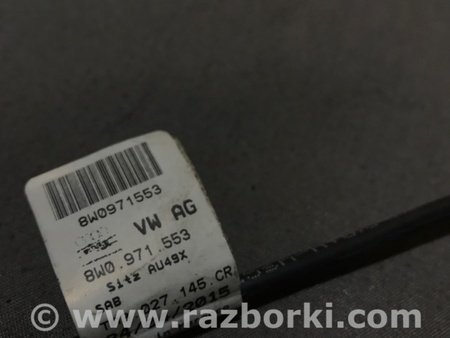 8W0971553
VW AG
8W0.971.553
Sitz AU49X
SAB
027.145.CR
2015
© www.razborki.com